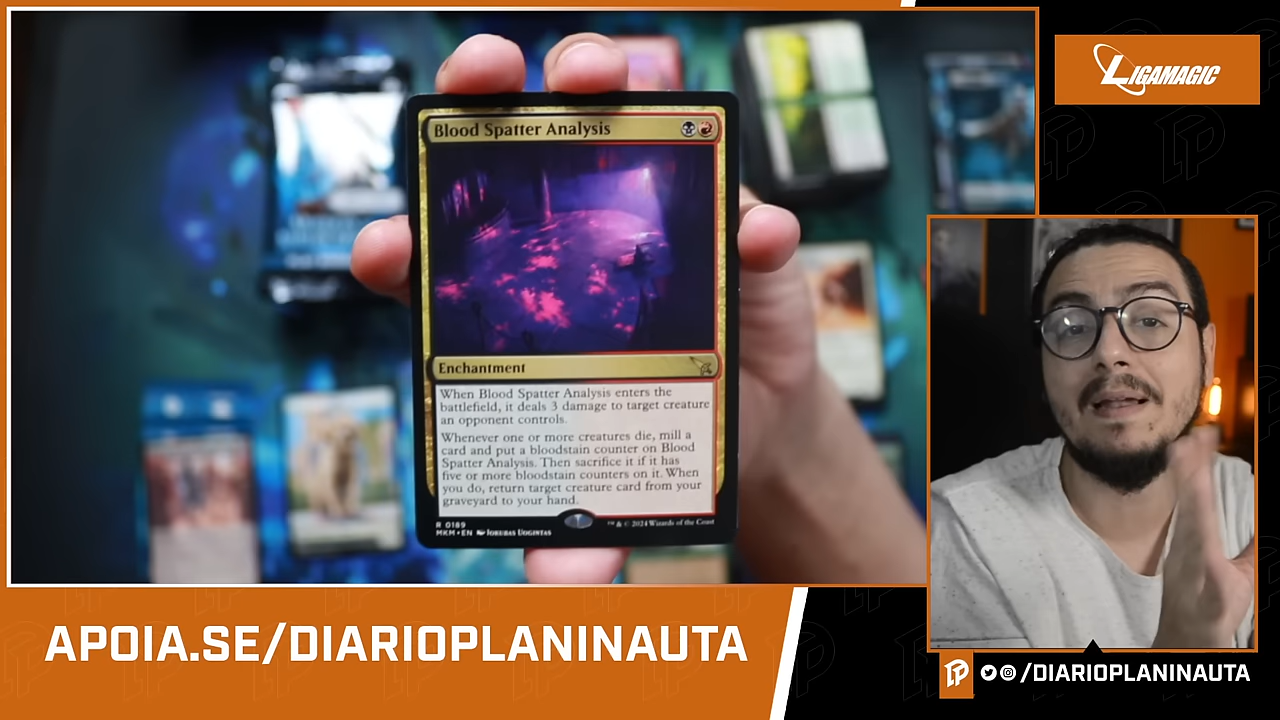 LIGAMAGIC
Blood Spatter Analysis
Enchantment
When Blood Spatter Analysis enters the
battlefield, it deals 3 damage to target creature
an opponent controls.
Whenever one or more creatures die, mill a
card and put a bloodstain counter on Blood
Spatter Analysis. Then sacrifice it if it has
five or more bloodstain counters on it. When
you do, return target creature card from your
graveyard to your hand.
R 0189
MKM • EN
™ & © 2024 Wizards of the Coast
APOIA.SE/DIARIOPLANINAUTA
/DIARIOPLANINAUTA